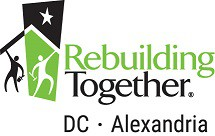 Rebuilding
Together®
DC · Alexandria